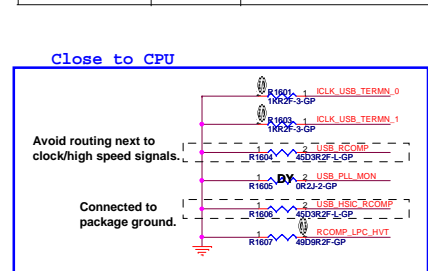 Close to CPU
R1601 1 ICLK_USB_TERMN_0
1KR2F-3-GP
R1603 1 ICLK_USB_TERMN_1
1KR2F-3-GP
Avoid routing next to
clock/high speed signals.
1 2 USB_RCOMP
R1604 45D3R2F-L-GP
1 DY 2 USB_PLL_MON
R1605 0R2J-2-GP
Connected to
package ground.
1 2 USB_HSIC_RCOMP
R1606 45D3R2F-L-GP
1 RCOMP_LPC_HVT
R1607 49D9R2F-GP